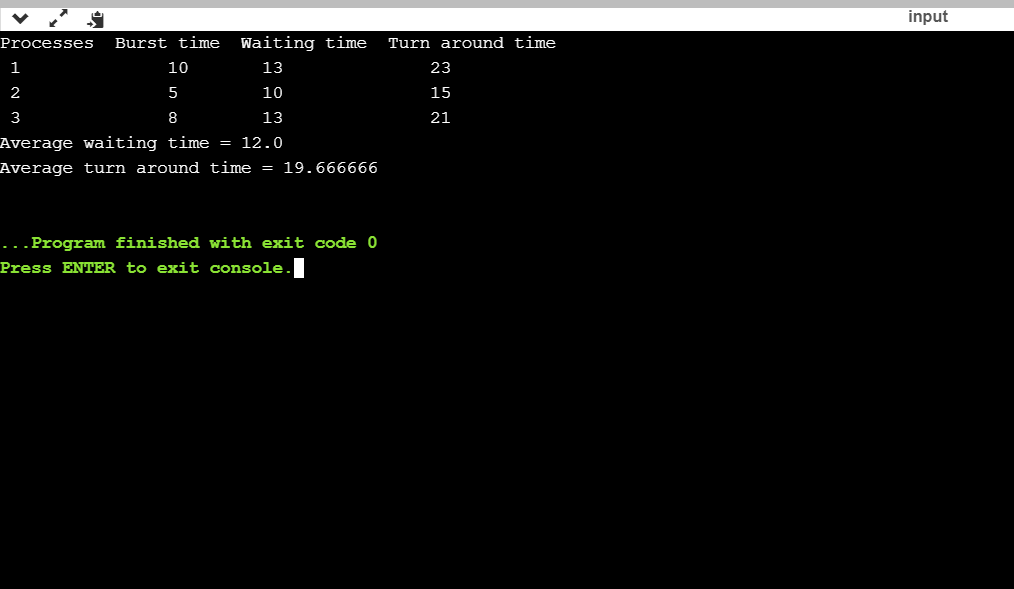 input
Processes  Burst time  Waiting time  Turn around time
 1              10       13              23
 2              5        10              15
 3              8        13              21
Average waiting time = 12.0
Average turn around time = 19.666666
...Program finished with exit code 0
Press ENTER to exit console.